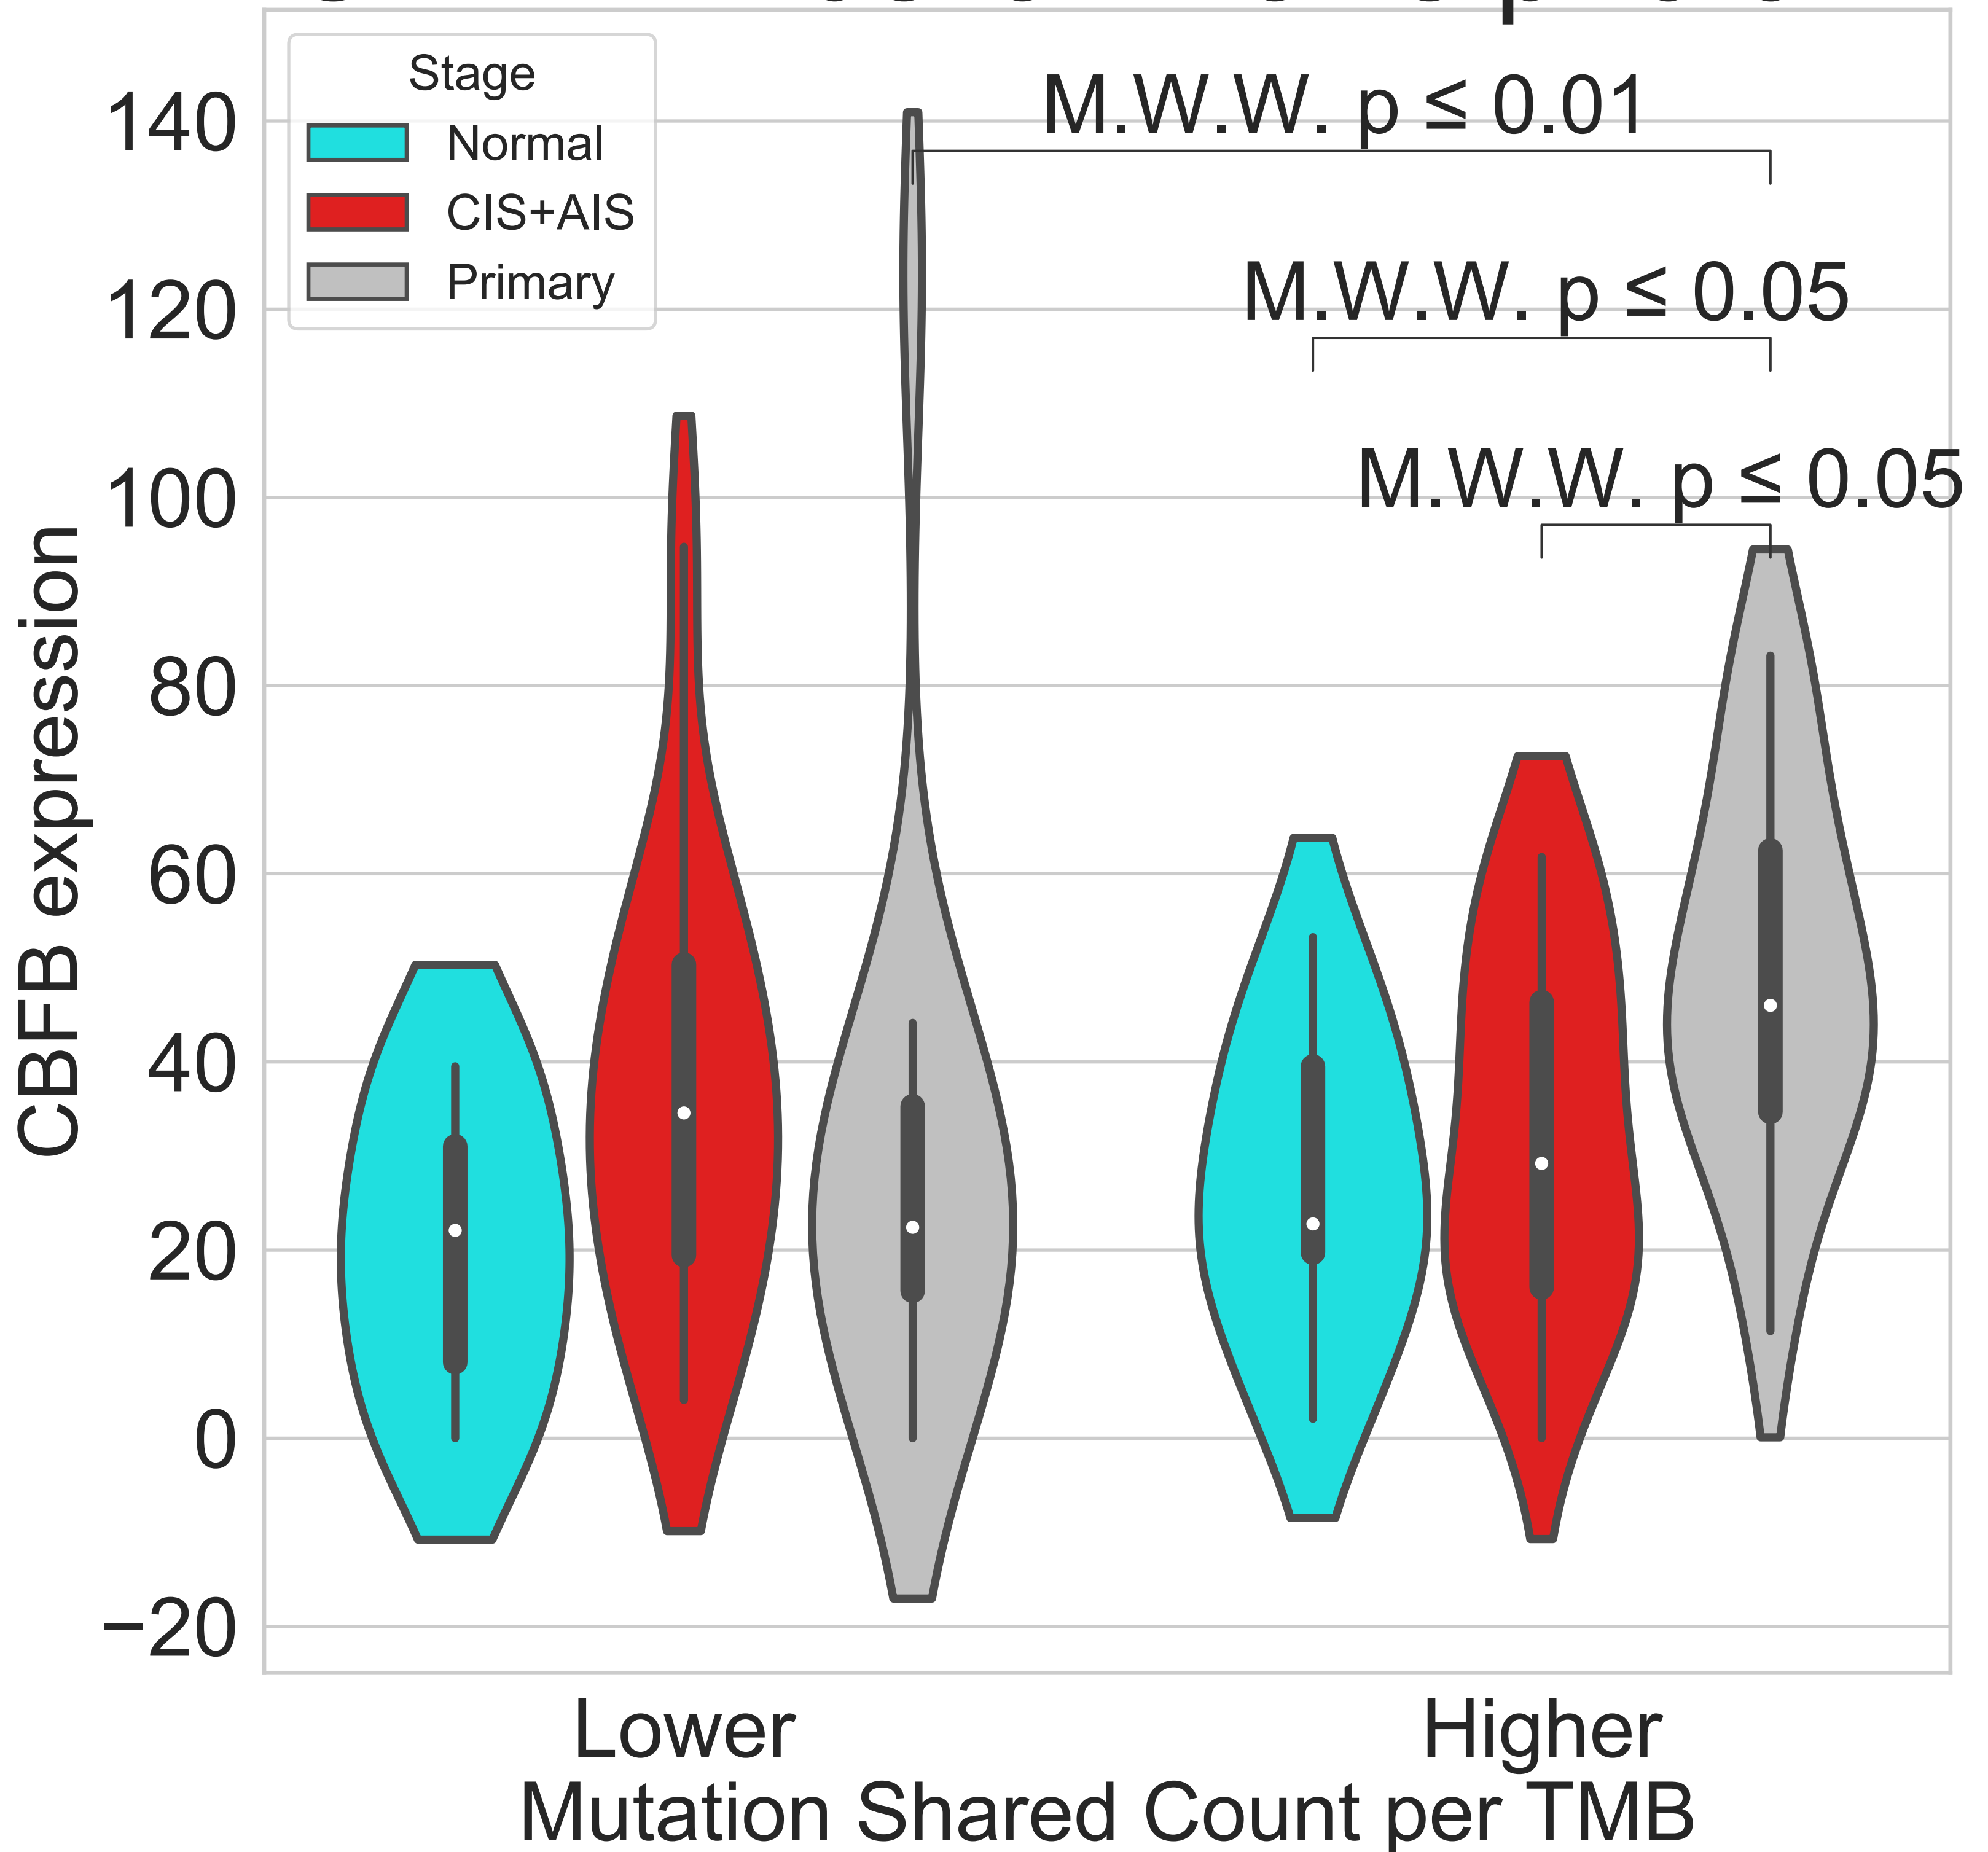 Stage
Normal
CIS+AIS
Primary
M.W.W. p ≤ 0.01
M.W.W. p ≤ 0.05
M.W.W. p ≤ 0.05
140
120
100
80
60
40
20
0
−20
CBFB expression
Lower
Higher
Mutation Shared Count per TMB